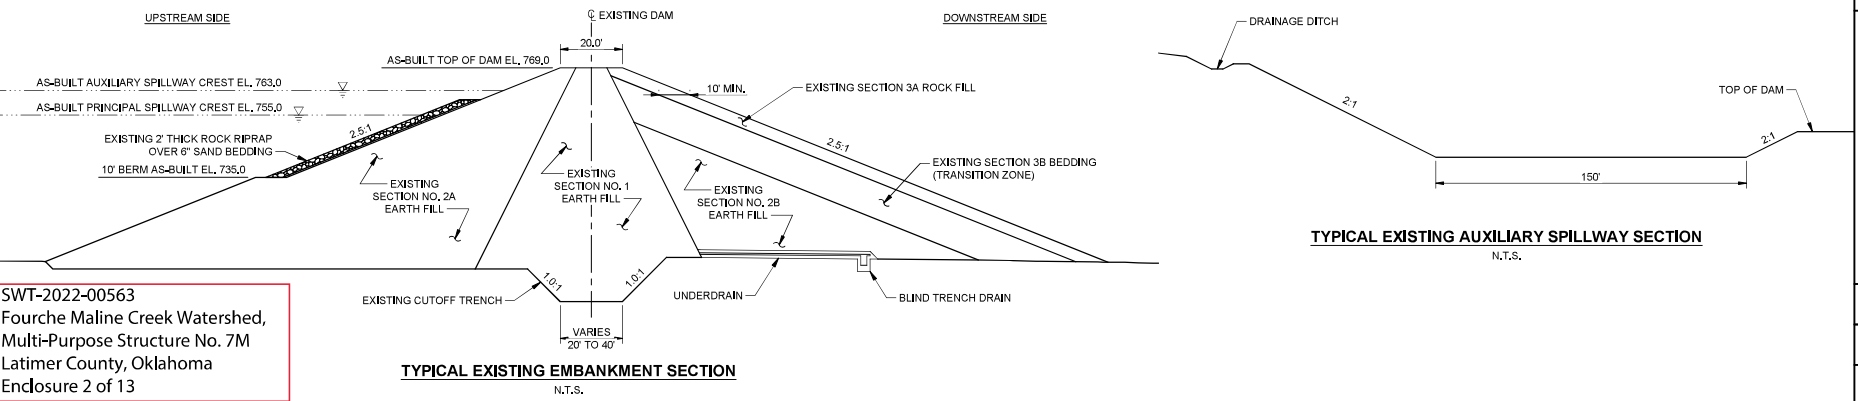 UPSTREAM SIDE
℄ EXISTING DAM
DOWNSTREAM SIDE
20.0'
AS-BUILT TOP OF DAM EL. 769.0
AS-BUILT AUXILIARY SPILLWAY CREST EL. 763.0
AS-BUILT PRINCIPAL SPILLWAY CREST EL. 755.0
2.5:1
EXISTING 2' THICK ROCK RIPRAP
OVER 6" SAND BEDDING
10' BERM AS-BUILT EL. 735.0
EXISTING
SECTION NO. 2A
EARTH FILL
EXISTING
SECTION NO. 1
EARTH FILL
EXISTING
SECTION NO. 2B
EARTH FILL
10' MIN.
EXISTING SECTION 3A ROCK FILL
2.5:1
EXISTING SECTION 3B BEDDING
(TRANSITION ZONE)
EXISTING CUTOFF TRENCH
1.0:1
1.0:1
UNDERDRAIN
BLIND TRENCH DRAIN
VARIES
20' TO 40'
TYPICAL EXISTING EMBANKMENT SECTION
N.T.S.
DRAINAGE DITCH
2:1
TOP OF DAM
2:1
150'
TYPICAL EXISTING AUXILIARY SPILLWAY SECTION
N.T.S.
SWT-2022-00563
Fourche Maline Creek Watershed,
Multi-Purpose Structure No. 7M
Latimer County, Oklahoma
Enclosure 2 of 13